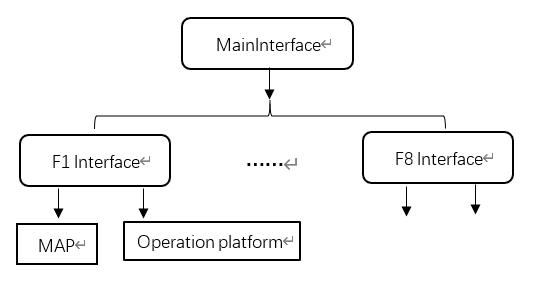 MainInterface
F1 Interface
……
F8 Interface
MAP
Operation platform